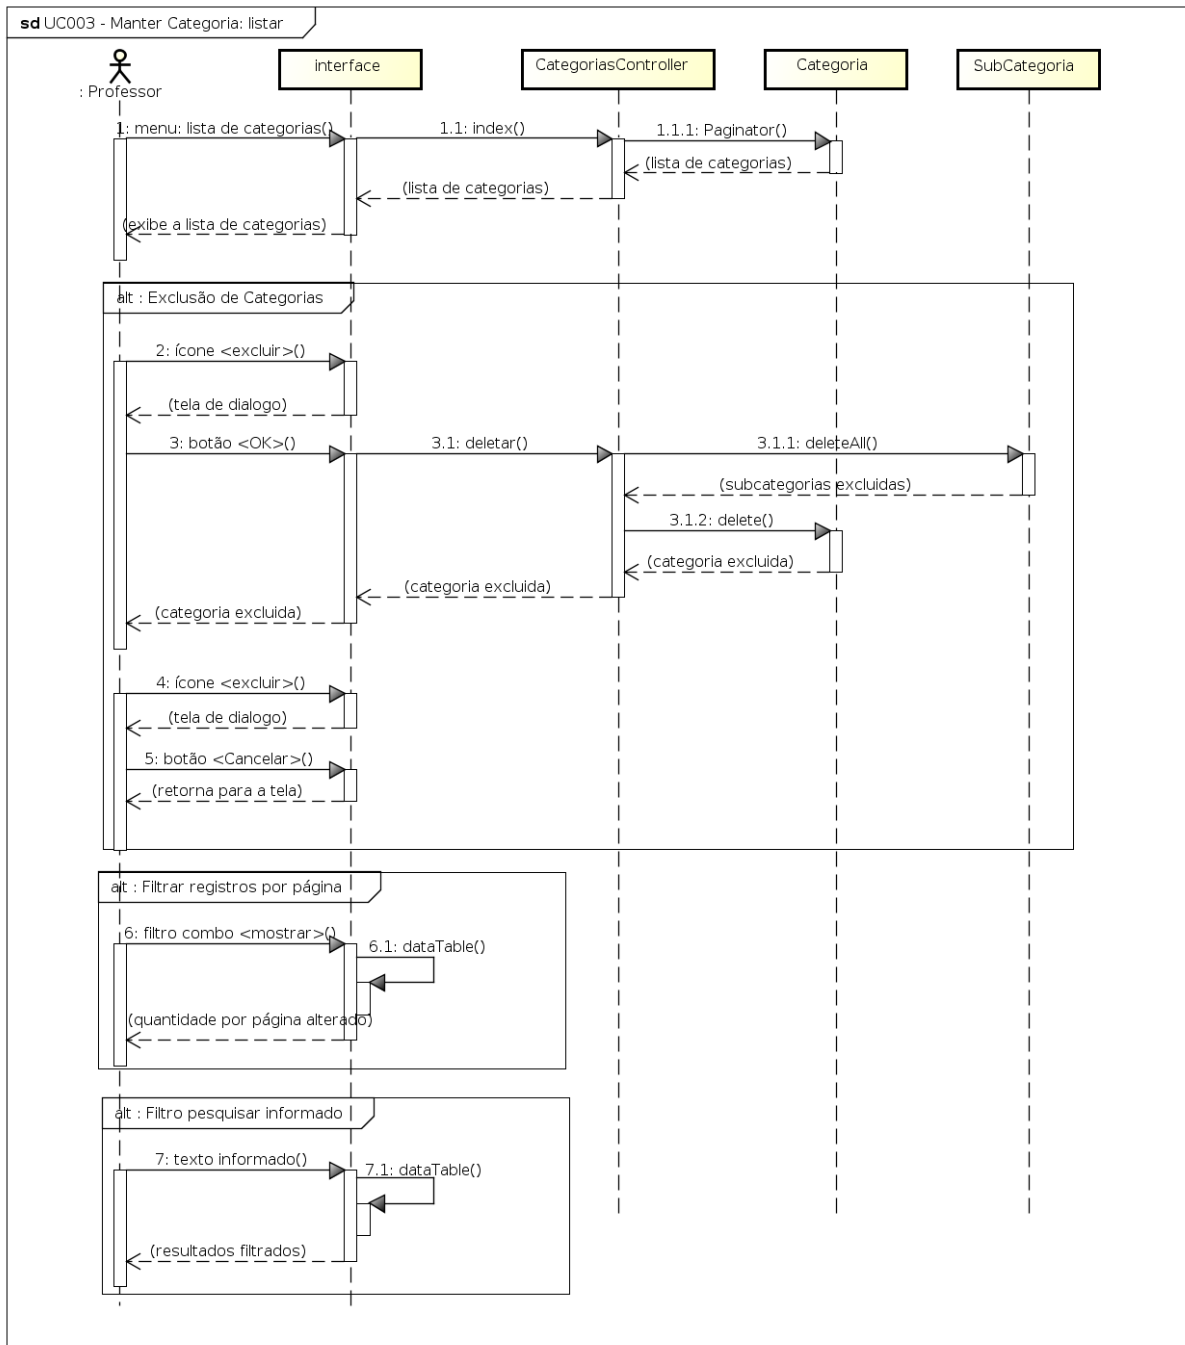 sd UC003 - Manter Categoria: listar
: Professor
interface
CategoriasController
Categoria
SubCategoria
1: menu: lista de categorias()
1.1: index()
1.1.1: Paginator()
(lista de categorias)
(lista de categorias)
(exibe a lista de categorias)
alt : Exclusão de Categorias
2: ícone <excluir>()
(tela de dialogo)
3: botão <OK>()
3.1: deletar()
3.1.1: deleteAll()
(subcategorias excluidas)
3.1.2: delete()
(categoria excluida)
(categoria excluida)
(categoria excluida)
4: ícone <excluir>()
(tela de dialogo)
5: botão <Cancelar>()
(retorna para a tela)
alt : Filtrar registros por página
6: filtro combo <mostrar>()
6.1: dataTable()
(quantidade por página alterado)
alt : Filtro pesquisar informado
7: texto informado()
7.1: dataTable()
(resultados filtrados)